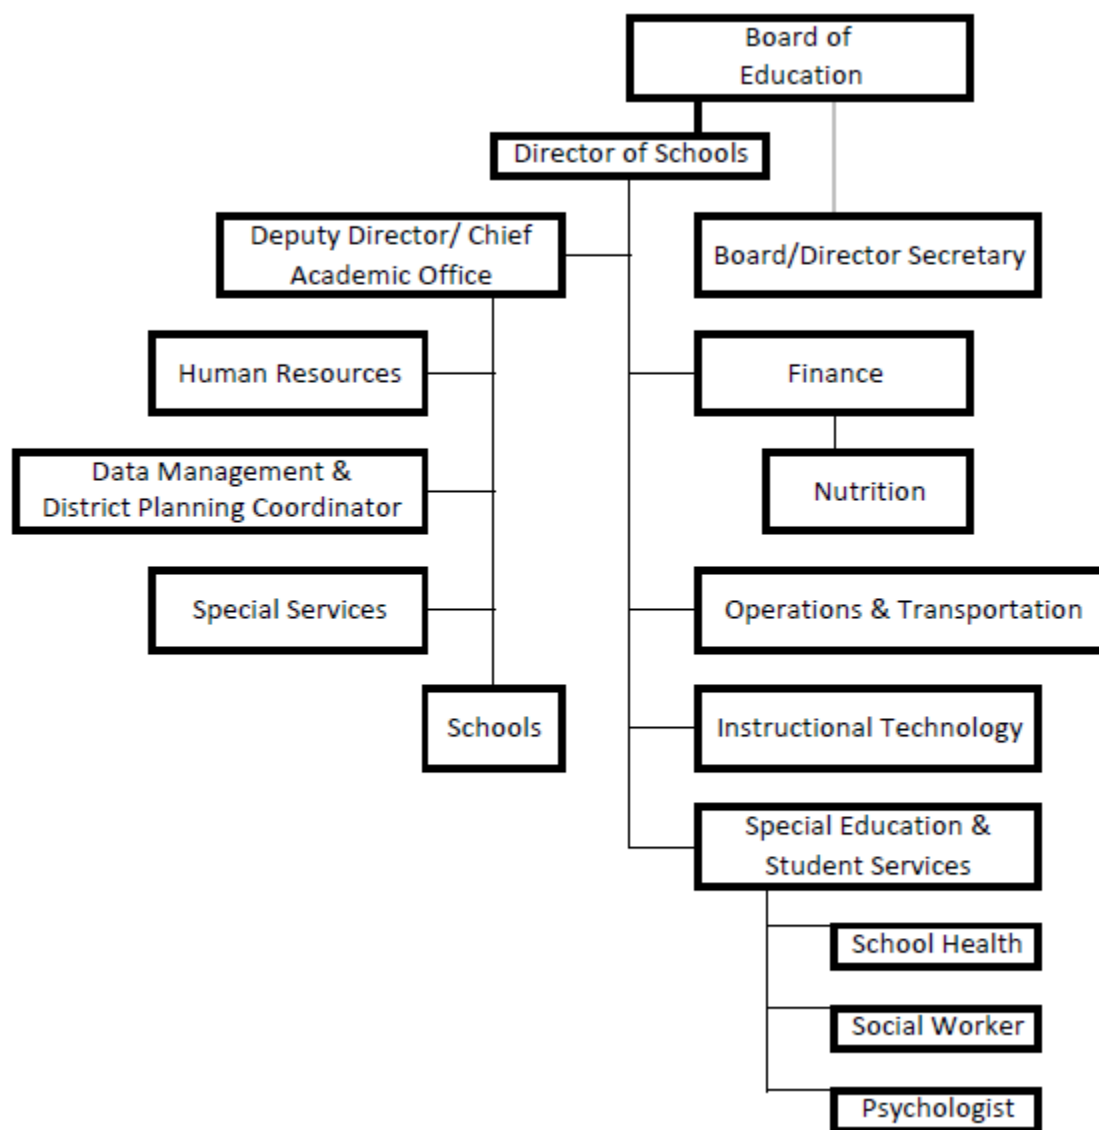 Board of
Education
Director of Schools
Deputy Director/ Chief
Academic Office
Board/Director Secretary
Human Resources
Finance
Data Management &
District Planning Coordinator
Nutrition
Special Services
Operations & Transportation
Schools
Instructional Technology
Special Education &
Student Services
School Health
Social Worker
Psychologist